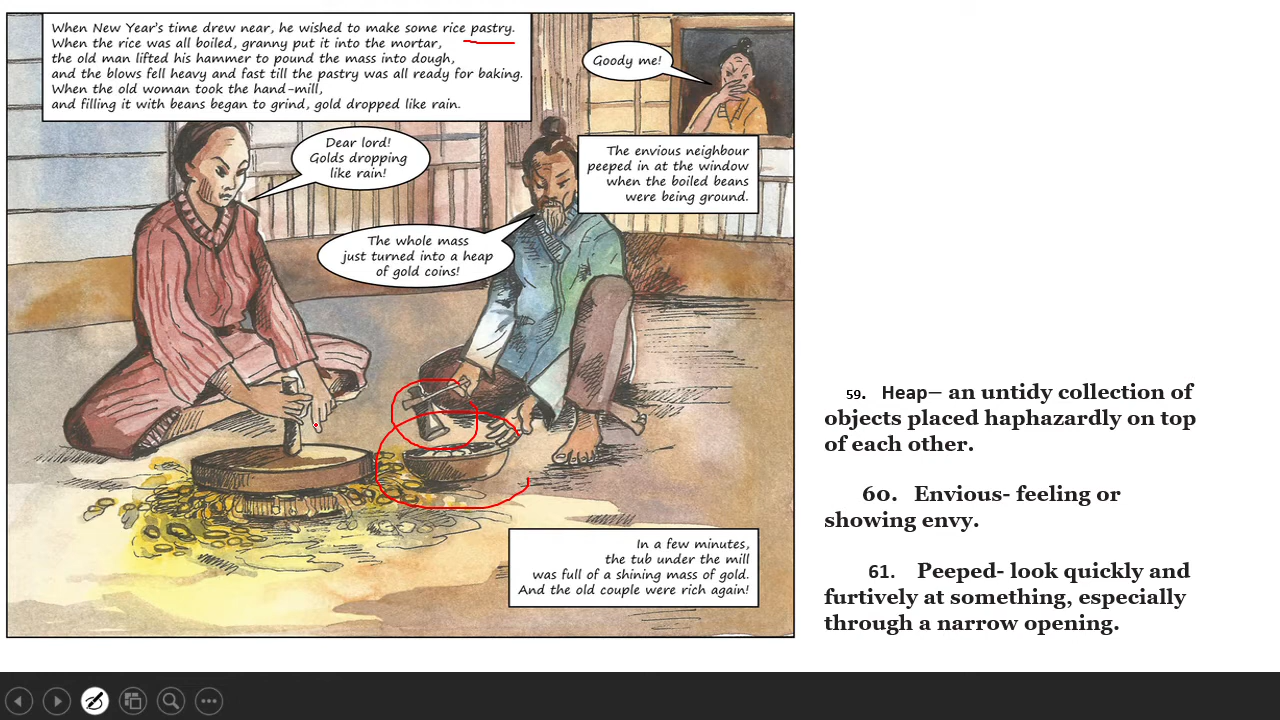 When New Year's time drew near, he wished to make some rice pastry.
When the rice was all boiled, granny put it into the mortar,
the old man lifted his hammer to pound the mass into dough,
and the blows fell heavy and fast till the pastry was all ready for baking.
When the old woman took the hand-mill,
and filling it with beans began to grind, gold dropped like rain.
Goody me!
Dear lord!
Golds dropping
like rain!
The envious neighbour
peeped in at the window
when the boiled beans
were being ground.
The whole mass
just turned into a heap
of gold coins!
In a few minutes,
the tub under the mill
was full of a shining mass of gold.
And the old couple were rich again!
59. Heap– an untidy collection of
objects placed haphazardly on top
of each other.
60. Envious- feeling or
showing envy.
61. Peeped- look quickly and
furtively at something, especially
through a narrow opening.